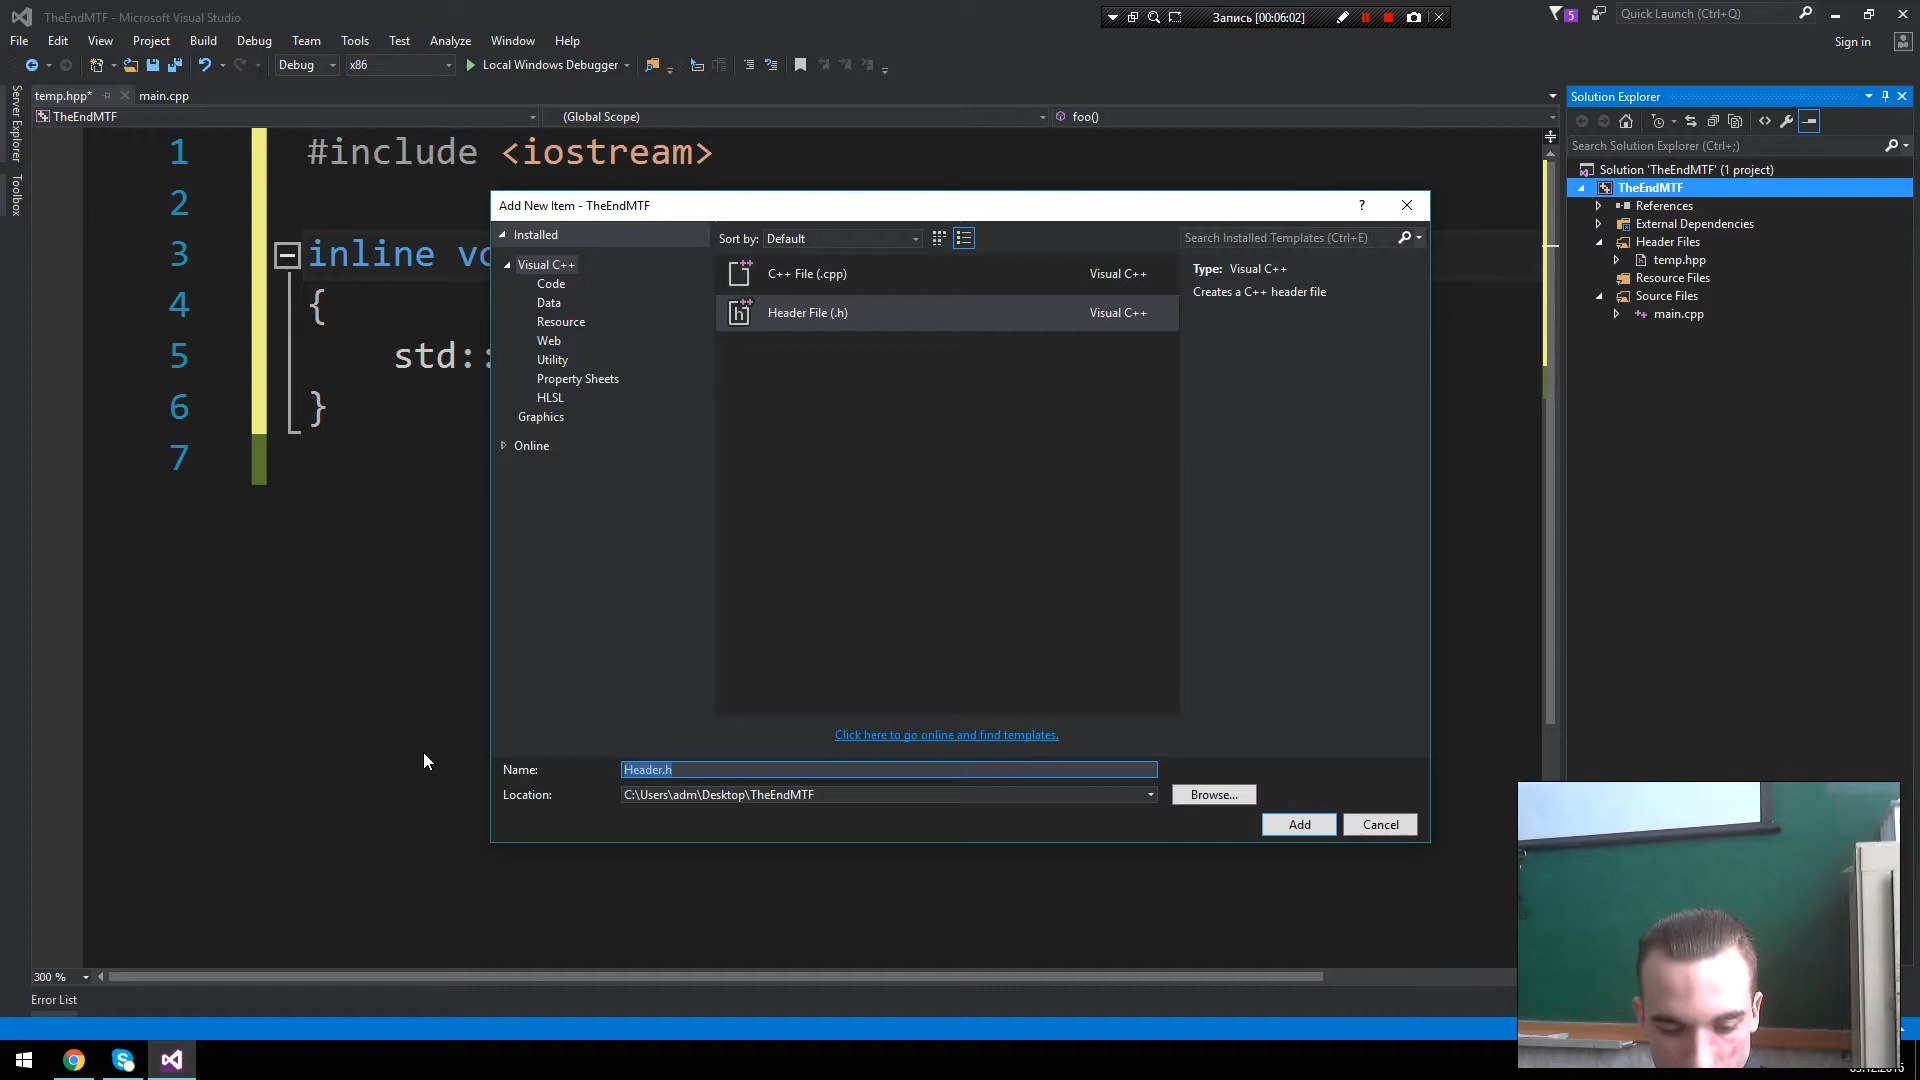 TheEndMTF - Microsoft Visual Studio
Запись [00:06:02]
5
Quick Launch (Ctrl+Q)
File Edit View Project Build Debug Team Tools Test Analyze Window Help
Sign in
Debug x86 Local Windows Debugger
Server Explorer
Toolbox
temp.hpp* main.cpp
TheEndMTF (Global Scope) foo()
1 #include <iostream>
2
3 inline vo
4 {
5 std::
6 }
7
Add New Item - TheEndMTF
?
Installed
Sort by: Default
Search Installed Templates (Ctrl+E)
Visual C++
Code
Data
Resource
Web
Utility
Property Sheets
HLSL
Graphics
Online
C++ File (.cpp) Visual C++
Header File (.h) Visual C++
Type: Visual C++
Creates a C++ header file
Click here to go online and find templates.
Name: Header.h
Location: C:\Users\adm\Desktop\TheEndMTF
Browse...
Add Cancel
Solution Explorer
Search Solution Explorer (Ctrl+;)
Solution 'TheEndMTF' (1 project)
TheEndMTF
References
External Dependencies
Header Files
temp.hpp
Resource Files
Source Files
main.cpp
300 %
Error List